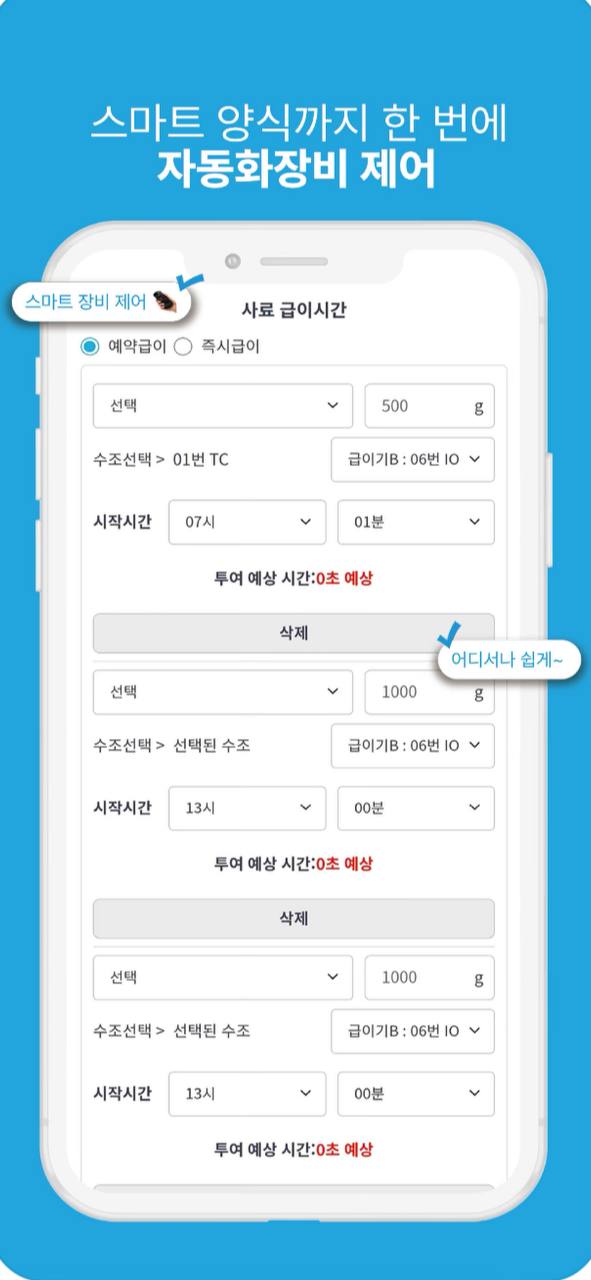 스마트 양식까지 한 번에
자동화장비 제어
스마트 장비 제어
사료 급이시간
예약급이 즉시급이
선택 500 g
수조선택 > 01번 TC 급이기B : 06번 IO
시작시간 07시 01분
투여 예상 시간:0초 예상
삭제
어디서나 쉽게~
선택 1000 g
수조선택 > 선택된 수조 급이기B : 06번 IO
시작시간 13시 00분
투여 예상 시간:0초 예상
삭제
선택 1000 g
수조선택 > 선택된 수조 급이기B : 06번 IO
시작시간 13시 00분
투여 예상 시간:0초 예상